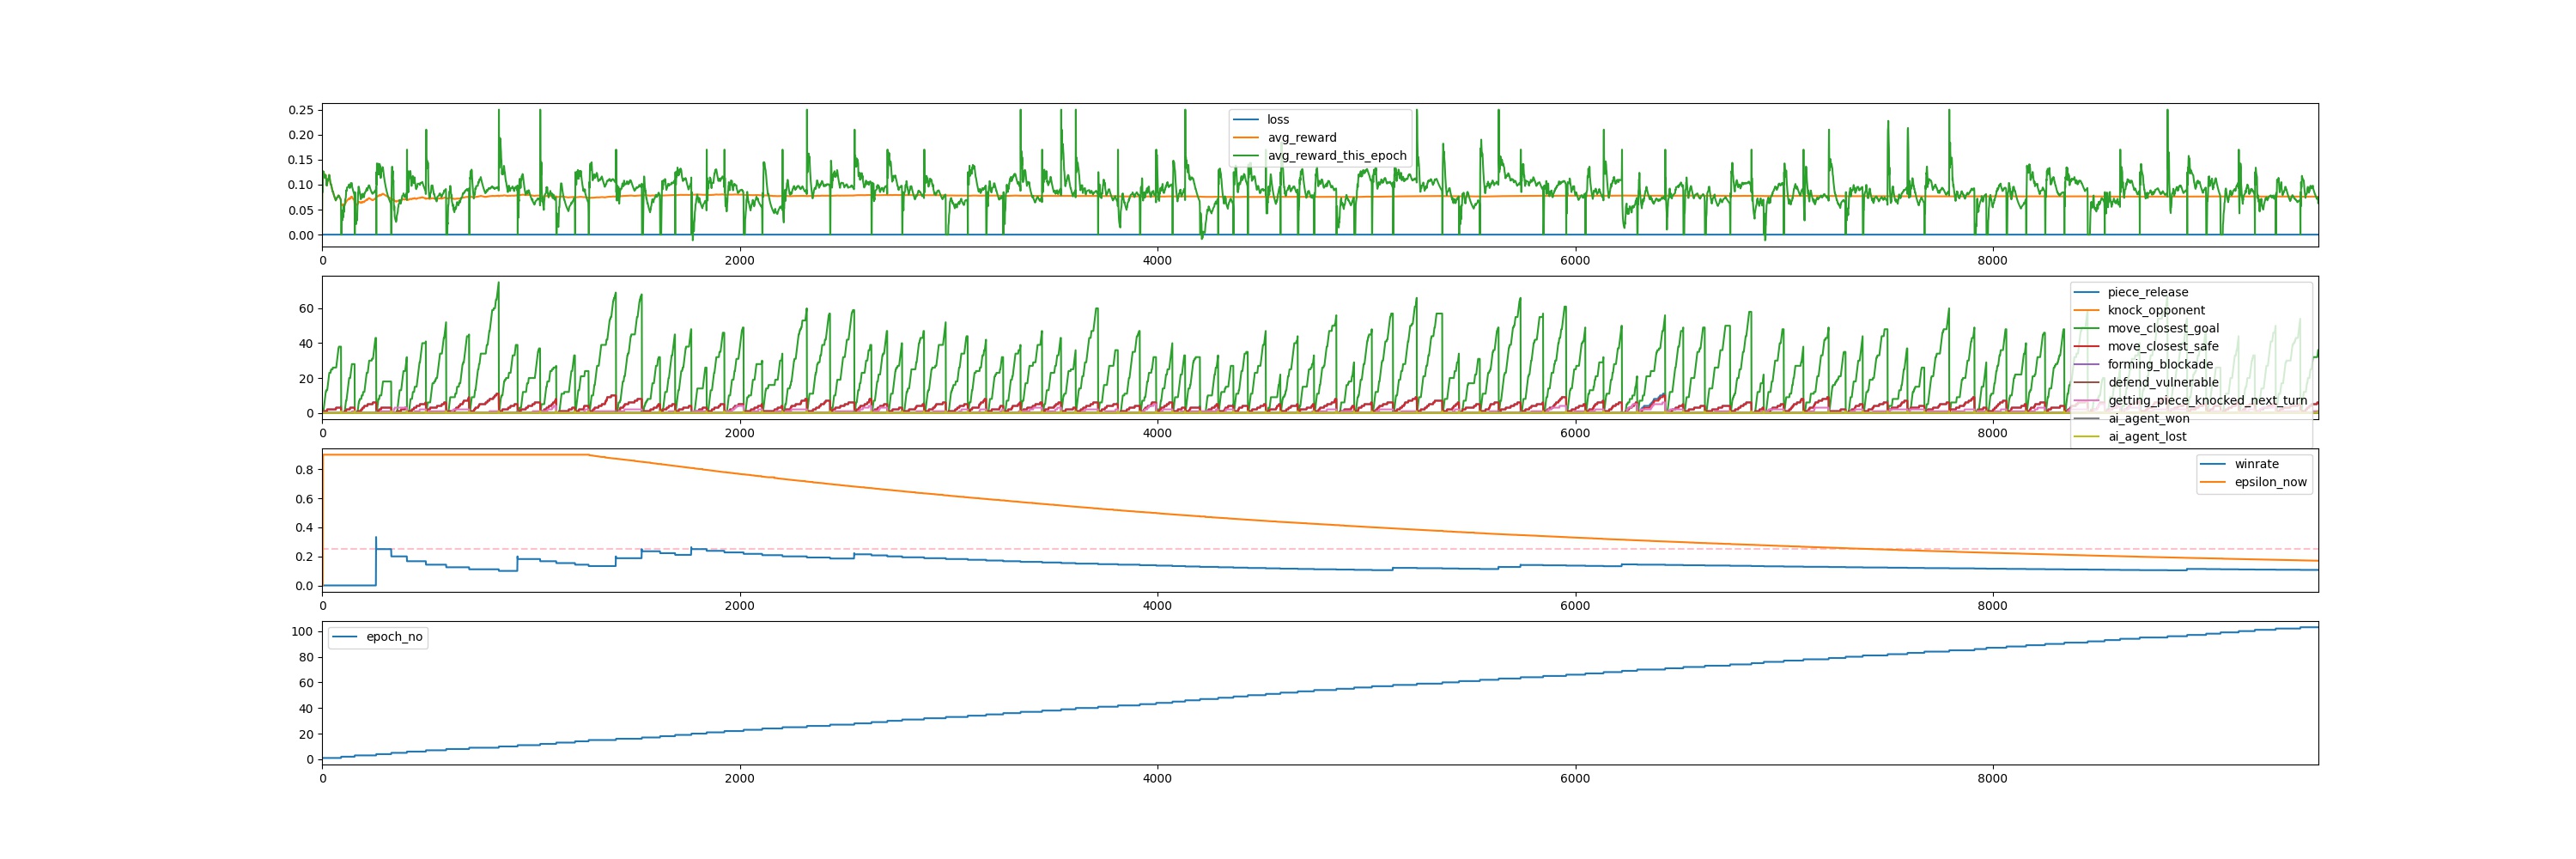 0.25
0.20
0.15
0.10
0.05
0.00
loss
avg_reward
avg_reward_this_epoch
0 2000 4000 6000 8000
60
40
20
0
piece_release
knock_opponent
move_closest_goal
move_closest_safe
forming_blockade
defend_vulnerable
getting_piece_knocked_next_turn
ai_agent_won
ai_agent_lost
0 2000 4000 6000 8000
0.8
0.6
0.4
0.2
0.0
winrate
epsilon_now
0 2000 4000 6000 8000
100
80
60
40
20
0
epoch_no
0 2000 4000 6000 8000